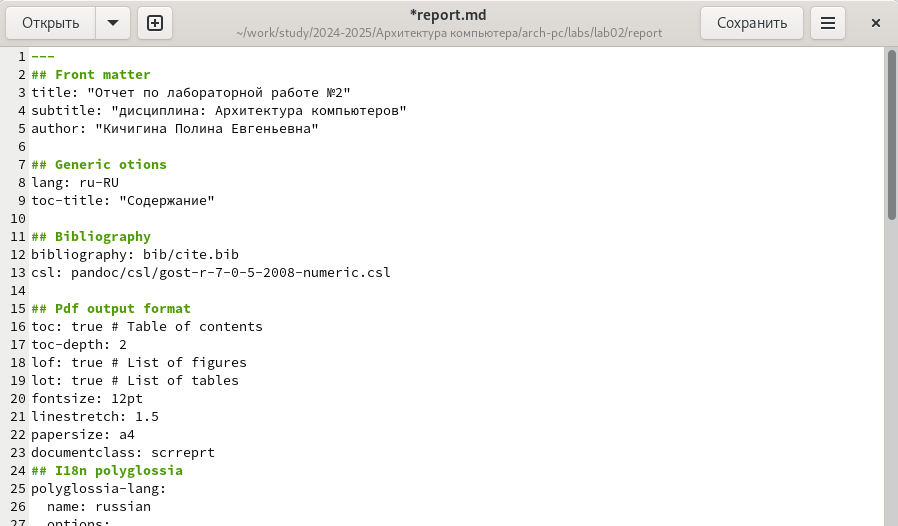 Открыть
*report.md
~/work/study/2024-2025/Архитектура компьютера/arch-pc/labs/lab02/report
Сохранить
1 ---
2 ## Front matter
3 title: "Отчет по лабораторной работе №2"
4 subtitle: "дисциплина: Архитектура компьютеров"
5 author: "Кичигина Полина Евгеньевна"
6
7 ## Generic otions
8 lang: ru-RU
9 toc-title: "Содержание"
10
11 ## Bibliography
12 bibliography: bib/cite.bib
13 csl: pandoc/csl/gost-r-7-0-5-2008-numeric.csl
14
15 ## Pdf output format
16 toc: true # Table of contents
17 toc-depth: 2
18 lof: true # List of figures
19 lot: true # List of tables
20 fontsize: 12pt
21 linestretch: 1.5
22 papersize: a4
23 documentclass: scrreprt
24 ## I18n polyglossia
25 polyglossia-lang:
26   name: russian
27   options: